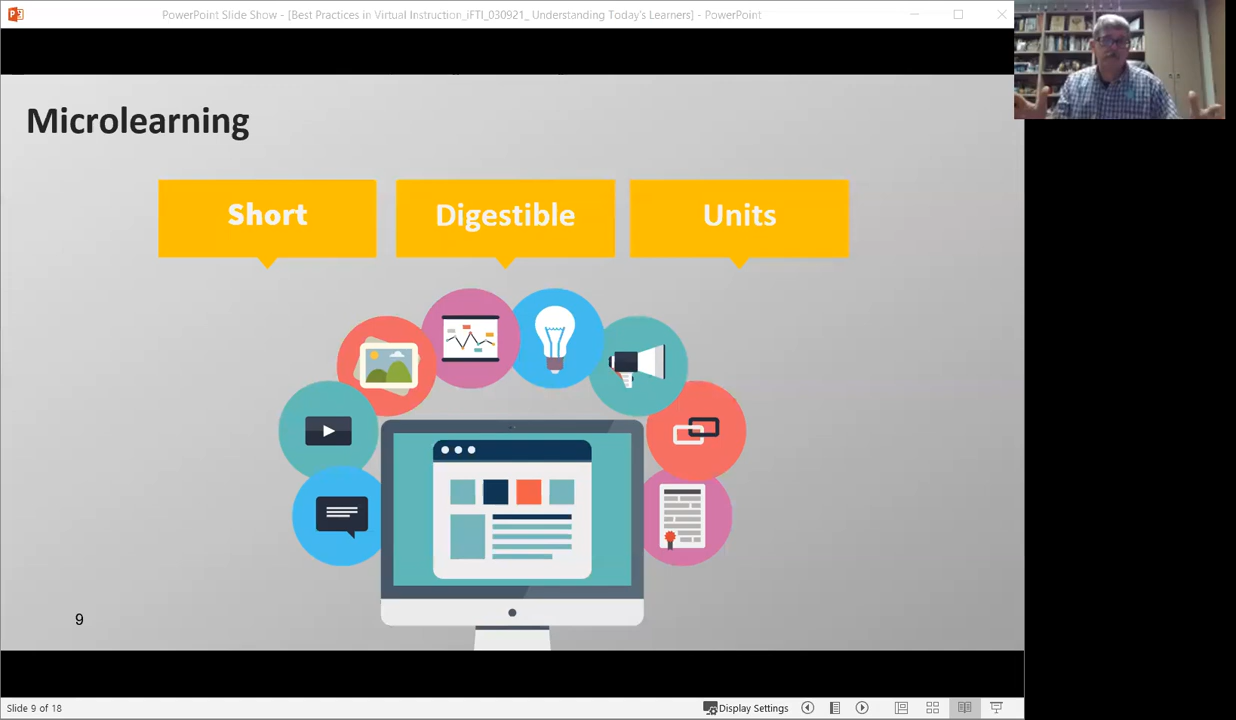 PowerPoint Slide Show - [Best Practices in Virtual Instruction_iFTI_030921_ Understanding Today's Learners] - PowerPoint
Microlearning
Short
Digestible
Units
9
Slide 9 of 18
Display Settings